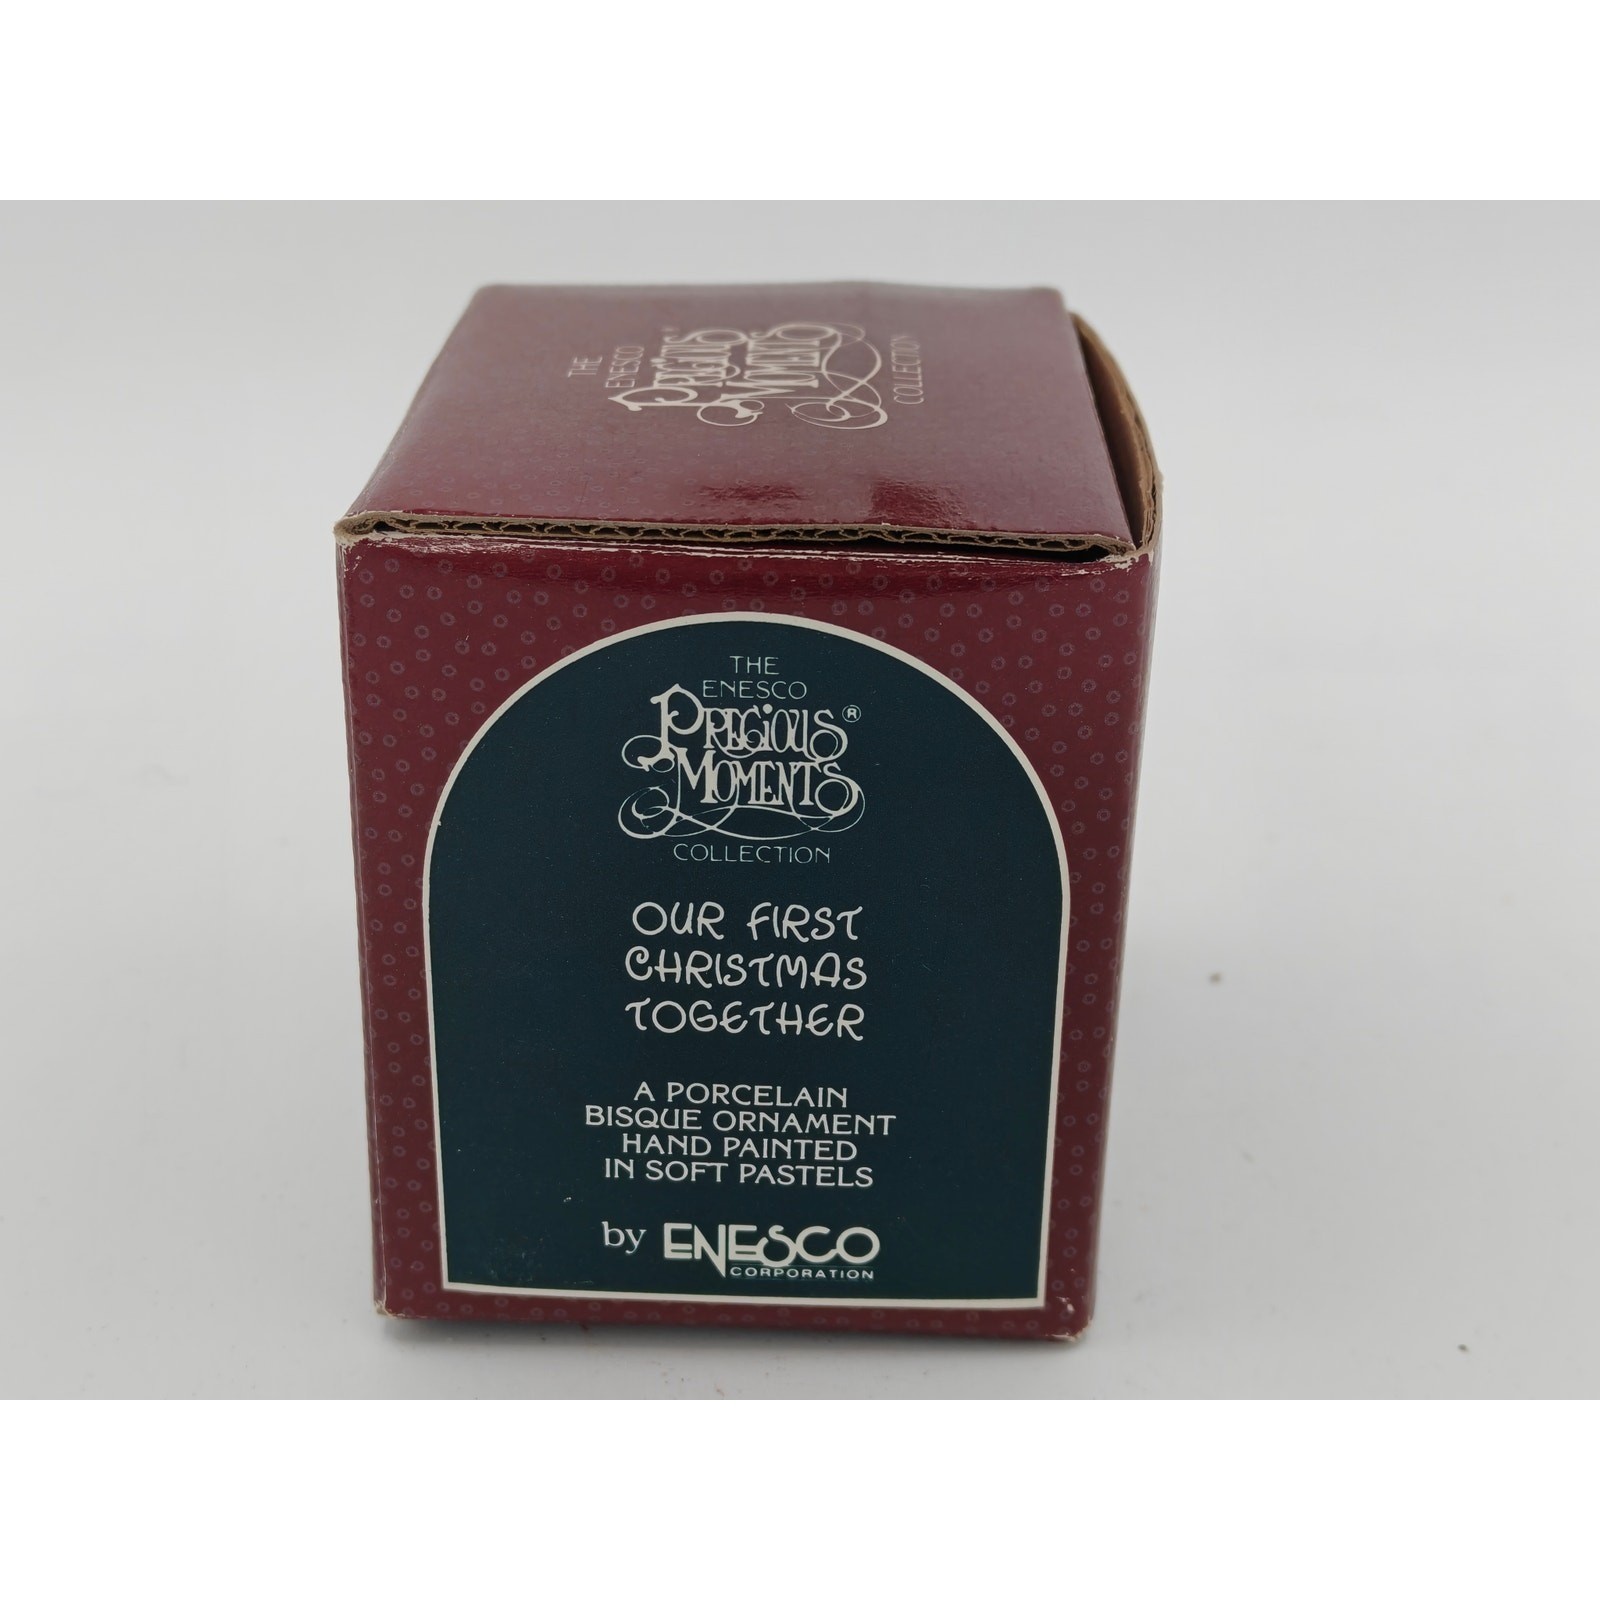 THE
ENESCO
PRECIOUS
MOMENTS
COLLECTION
THE
ENESCO
PRECIOUS®
MOMENTS
COLLECTION
OUR FIRST
CHRISTMAS
TOGETHER
A PORCELAIN
BISQUE ORNAMENT
HAND PAINTED
IN SOFT PASTELS
by ENESCO
CORPORATION